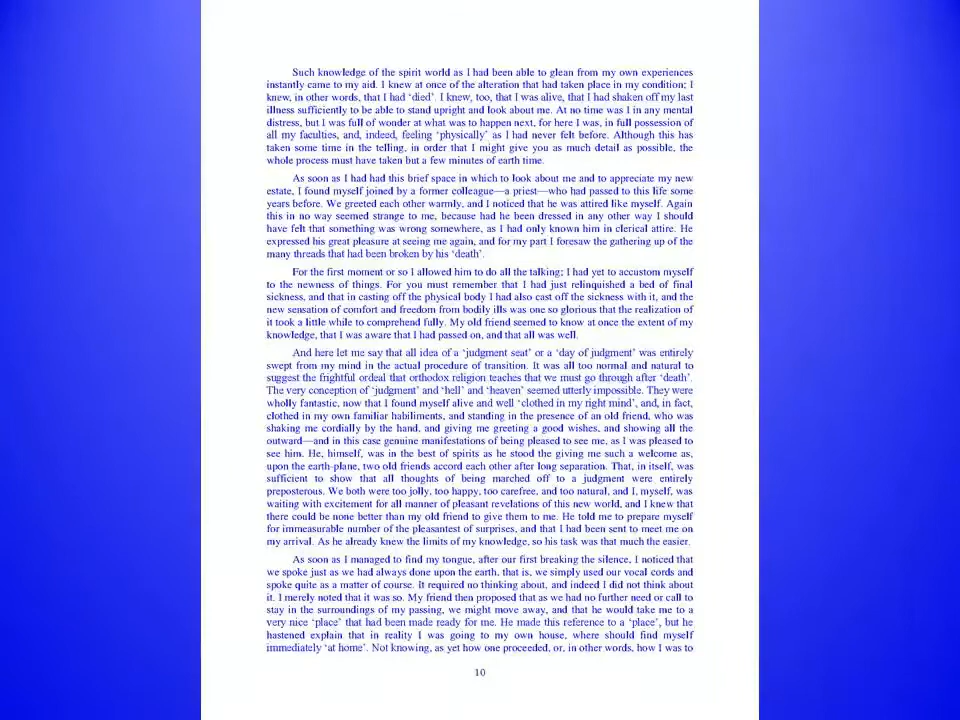 Such knowledge of the spirit world as I had been able to glean from my own experiences
instantly came to my aid. I knew at once of the alteration that had taken place in my condition; I
knew, in other words, that I had ‘died’. I knew, too, that I was alive, that I had shaken off my last
illness sufficiently to be able to stand upright and look about me. At no time was I in any mental
distress, but I was full of wonder at what was to happen next, for here I was, in full possession of
all my faculties, and, indeed, feeling ‘physically’ as I had never felt before. Although this has
taken some time in the telling, in order that I might give you as much detail as possible, the
whole process must have taken but a few minutes of earth time.
As soon as I had had this brief space in which to look about me and to appreciate my new
estate, I found myself joined by a former colleague—a priest—who had passed to this life some
years before. We greeted each other warmly, and I noticed that he was attired like myself. Again
this in no way seemed strange to me, because had he been dressed in any other way I should
have felt that something was wrong somewhere, as I had only known him in clerical attire. He
expressed his great pleasure at seeing me again, and for my part I foresaw the gathering up of the
many threads that had been broken by his ‘death’.
For the first moment or so I allowed him to do all the talking; I had yet to accustom myself
to the newness of things. For you must remember that I had just relinquished a bed of final
sickness, and that in casting off the physical body I had also cast off the sickness with it, and the
new sensation of comfort and freedom from bodily ills was one so glorious that the realization of
it took a little while to comprehend fully. My old friend seemed to know at once the extent of my
knowledge, that I was aware that I had passed on, and that all was well.
And here let me say that all idea of a ‘judgment seat’ or a ‘day of judgment’ was entirely
swept from my mind in the actual procedure of transition. It was all too normal and natural to
suggest the frightful ordeal that orthodox religion teaches that we must go through after ‘death’.
The very conception of ‘judgment’ and ‘hell’ and ‘heaven’ seemed utterly impossible. They were
wholly fantastic, now that I found myself alive and well ‘clothed in my right mind’, and, in fact,
clothed in my own familiar habiliments, and standing in the presence of an old friend, who was
shaking me cordially by the hand, and giving me greeting a good wishes, and showing all the
outward—and in this case genuine manifestations of being pleased to see me, as I was pleased to
see him. He, himself, was in the best of spirits as he stood the giving me such a welcome as,
upon the earth-plane, two old friends accord each other after long separation. That, in itself, was
sufficient to show that all thoughts of being marched off to a judgment were entirely
preposterous. We both were too jolly, too happy, too carefree, and too natural, and I, myself, was
waiting with excitement for all manner of pleasant revelations of this new world, and I knew that
there could be none better than my old friend to give them to me. He told me to prepare myself
for immeasurable number of the pleasantest of surprises, and that I had been sent to meet me on
my arrival. As he already knew the limits of my knowledge, so his task was that much the easier.
As soon as I managed to find my tongue, after our first breaking the silence, I noticed that
we spoke just as we had always done upon the earth, that is, we simply used our vocal cords and
spoke quite as a matter of course. It required no thinking about, and indeed I did not think about
it. I merely noted that it was so. My friend then proposed that as we had no further need or call to
stay in the surroundings of my passing, we might move away, and that he would take me to a
very nice ‘place’ that had been made ready for me. He made this reference to a ‘place’, but he
hastened explain that in reality I was going to my own house, where should find myself
immediately ‘at home’. Not knowing, as yet how one proceeded, or, in other words, how I was to
10